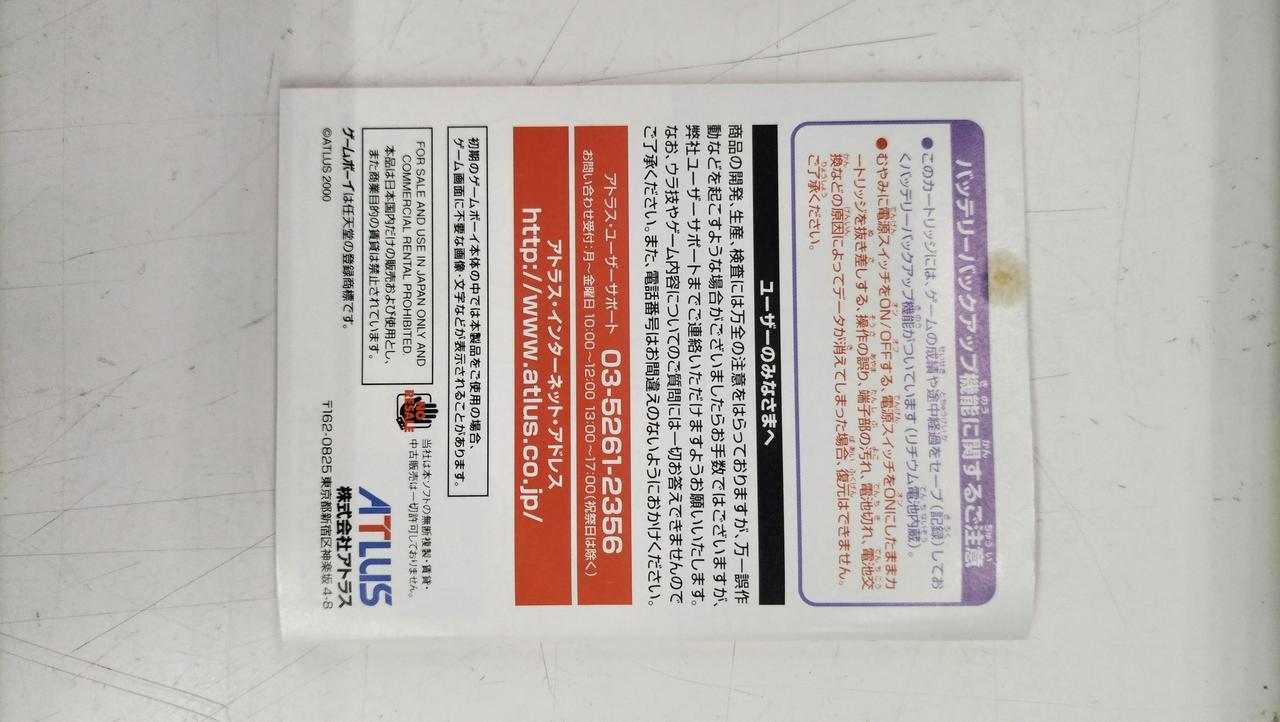 バッテリーバックアップ機能に関するご注意
●このカートリッジには、ゲームの成績や途中経過をセーブ(記録)してお
くバッテリーバックアップ機能がついています(リチウム電池内蔵)。
●むやみに電源スイッチをON/OFFする、電源スイッチをONにしたままカ
ートリッジを抜き差しする、操作の誤り、端子部の汚れ、電池切れ、電池交
換などの原因によってデータが消えてしまった場合、復元はできません。
ご了承ください。
ユーザーのみなさまへ
商品の開発、生産、検査には万全の注意をはらっておりますが、万一誤作
動などを起こすような場合がございましたらお手数ではございますが、
弊社ユーザーサポートまでご連絡いただけますようお願いいたします。
なお、ウラ技やゲーム内容についてのご質問には一切お答えできませんので
ご了承ください。また、電話番号はお間違えのないようにおかけください。
アトラス・ユーザーサポート 03-5261-2356
お問い合わせ受付:月~金曜日 10:00~12:00 13:00~17:00(祝祭日は除く)
アトラス・インターネット・アドレス
http://www.atlus.co.jp/
初期のゲームボーイ本体の中では本製品をご使用の場合、
ゲーム画面に不要な画像・文字などが表示されることがあります。
FOR SALE AND USE IN JAPAN ONLY AND
COMMERCIAL RENTAL PROHIBITED.
本品は日本国内だけの販売および使用とし、
また商業目的の賃貸は禁止されています。
NO RESALE
当社は本ソフトの無断複製・賃貸・
中古販売は一切許可しておりません。
ゲームボーイは任天堂の登録商標です。
©ATLUS 2000
ATLUS
株式会社アトラス
〒162-0825 東京都新宿区神楽坂4-8